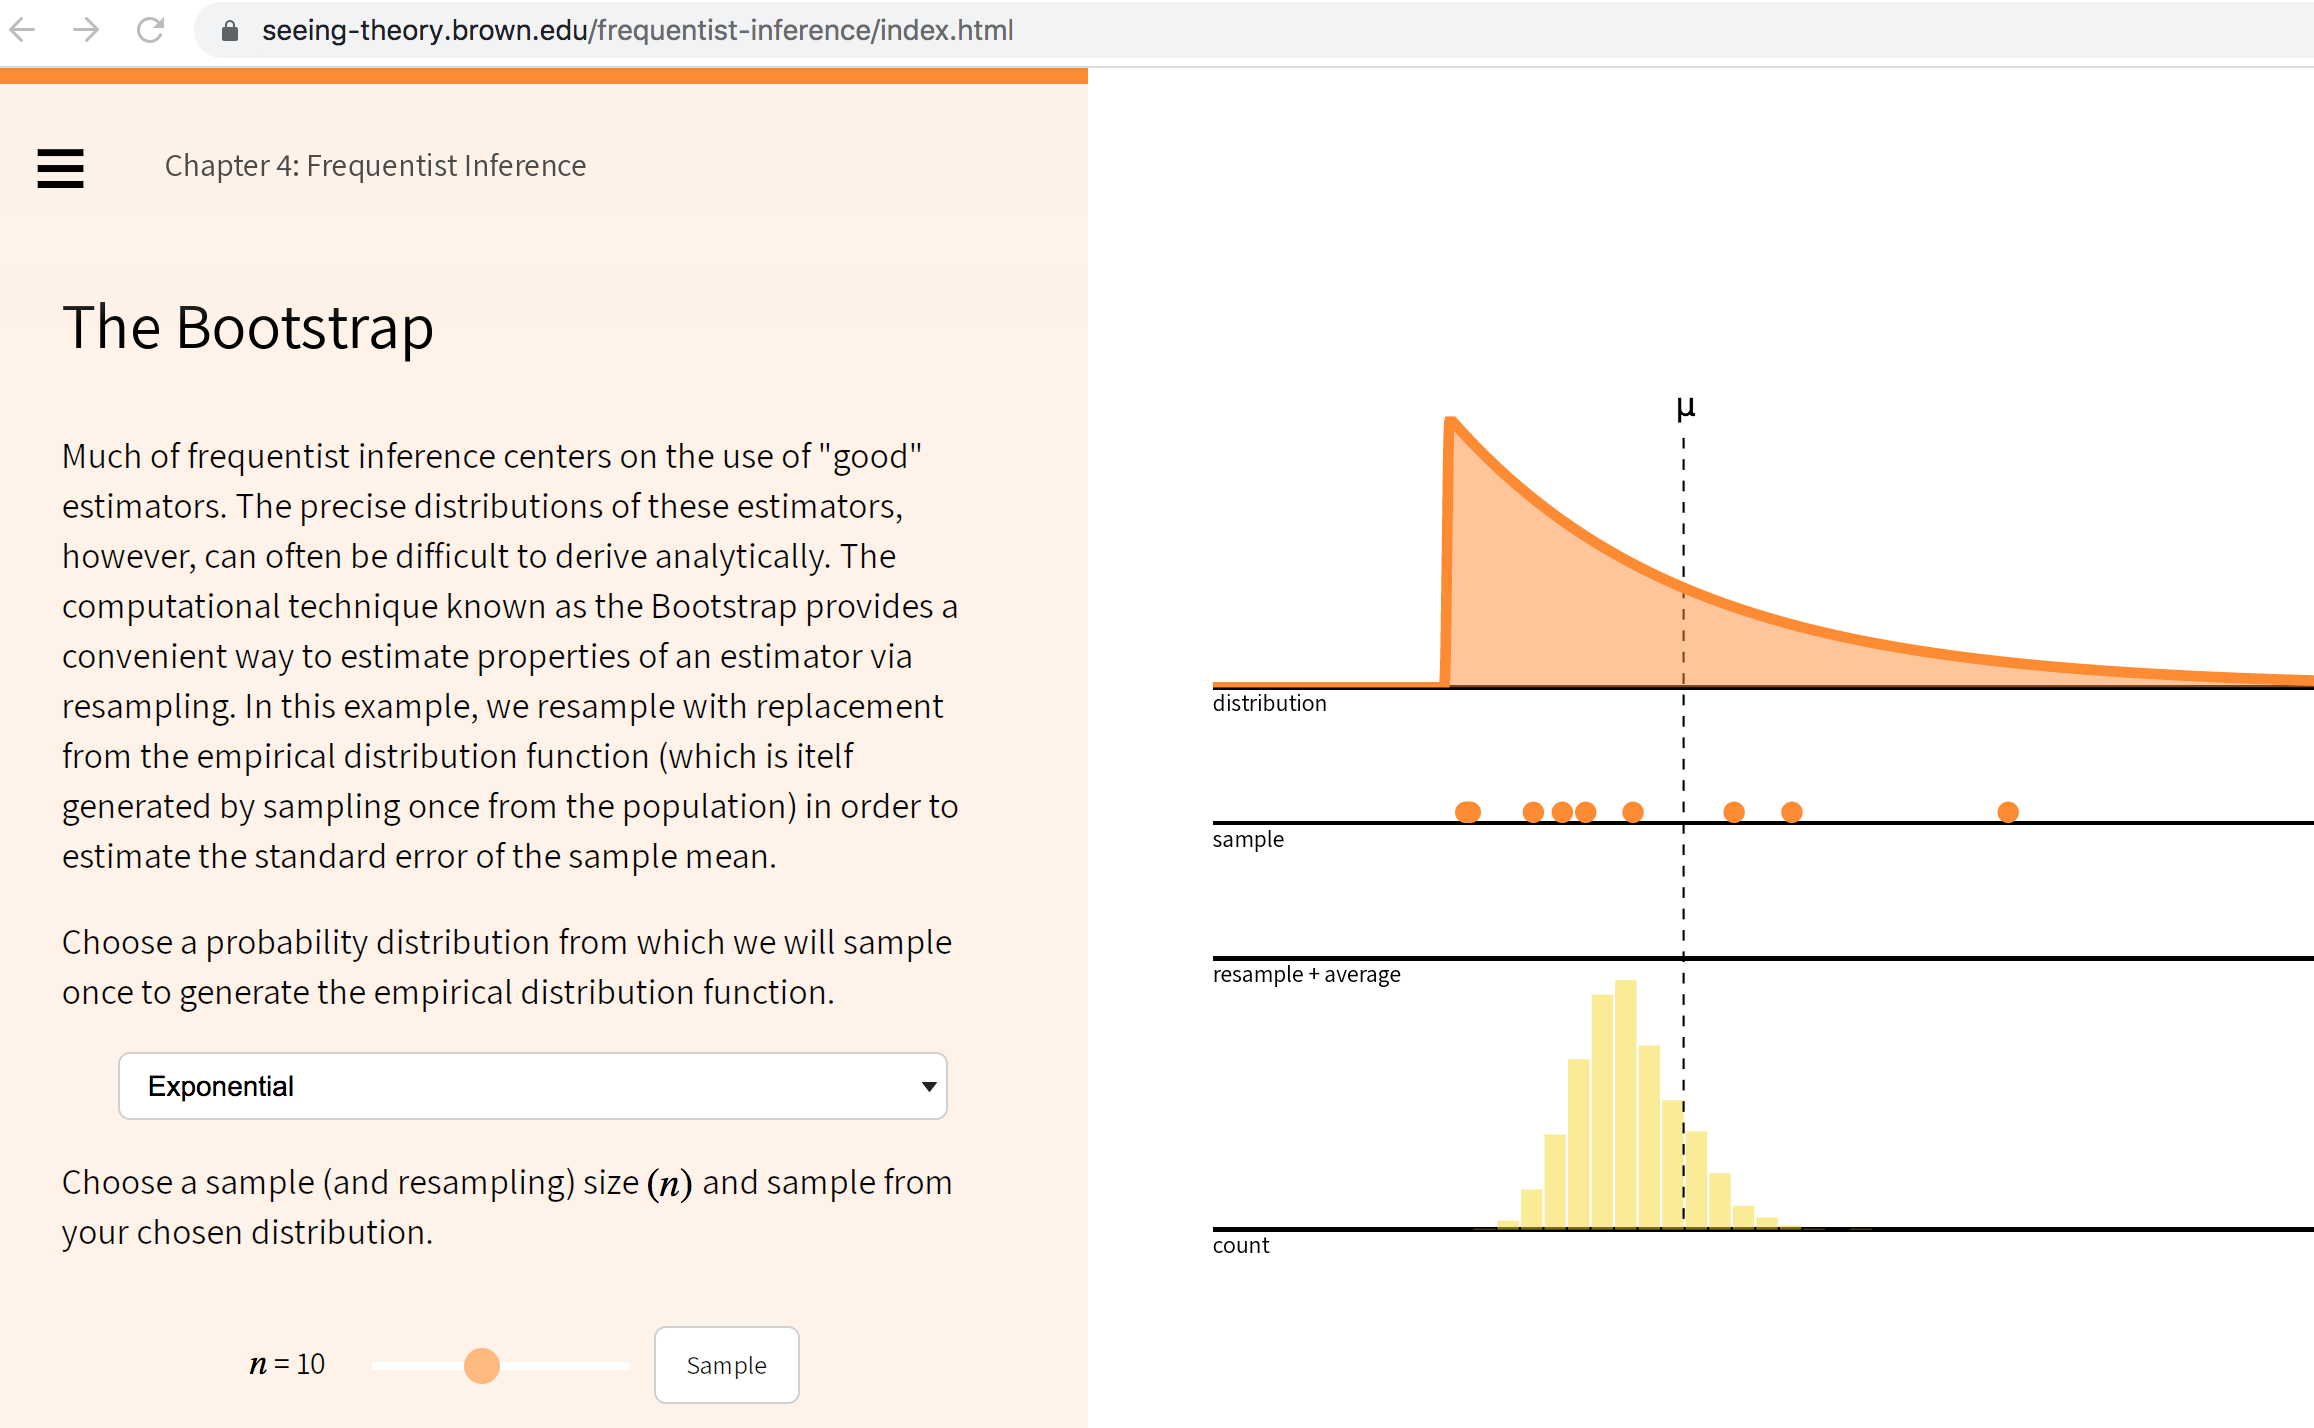 seeing-theory.brown.edu/frequentist-inference/index.html
Chapter 4: Frequentist Inference
The Bootstrap
Much of frequentist inference centers on the use of "good"
estimators. The precise distributions of these estimators,
however, can often be difficult to derive analytically. The
computational technique known as the Bootstrap provides a
convenient way to estimate properties of an estimator via
resampling. In this example, we resample with replacement
from the empirical distribution function (which is itelf
generated by sampling once from the population) in order to
estimate the standard error of the sample mean.
Choose a probability distribution from which we will sample
once to generate the empirical distribution function.
Exponential
Choose a sample (and resampling) size (n) and sample from
your chosen distribution.
n = 10
Sample
μ
distribution
sample
resample + average
count